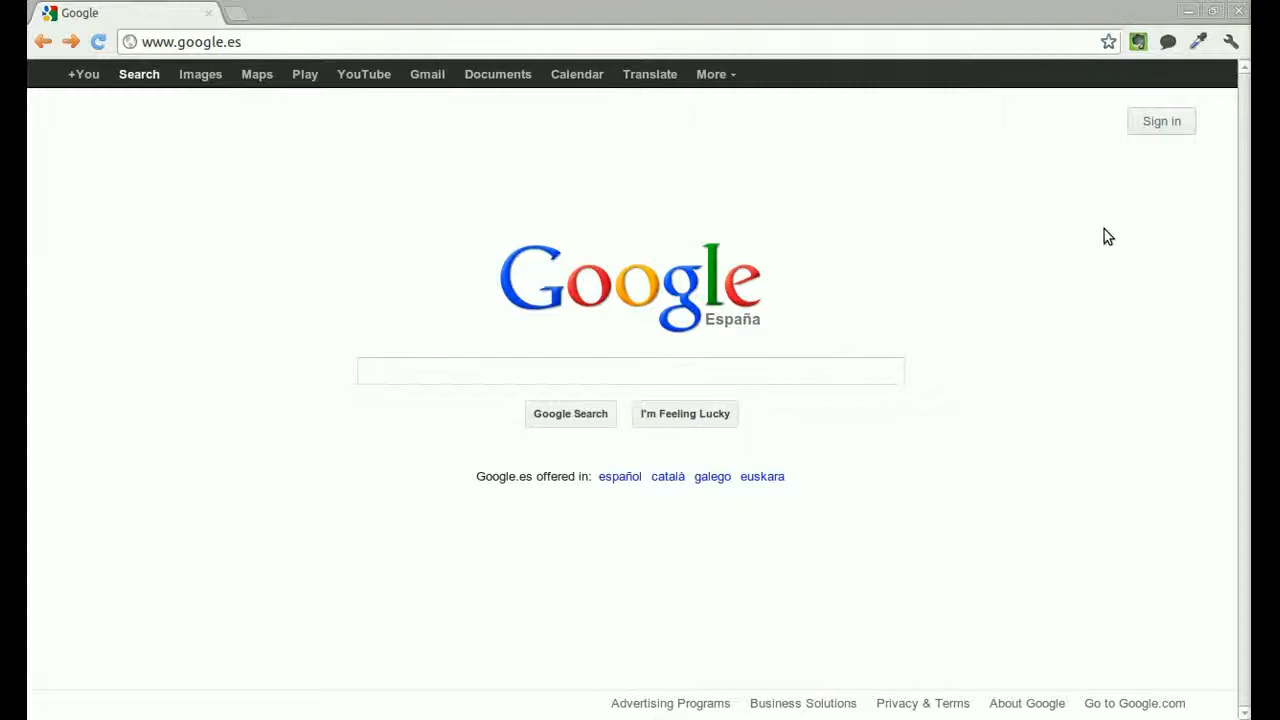 Google
www.google.es
+You Search Images Maps Play YouTube Gmail Documents Calendar Translate More
Sign in
Google
España
Google Search I'm Feeling Lucky
Google.es offered in: español català galego euskara
Advertising Programs Business Solutions Privacy & Terms About Google Go to Google.com